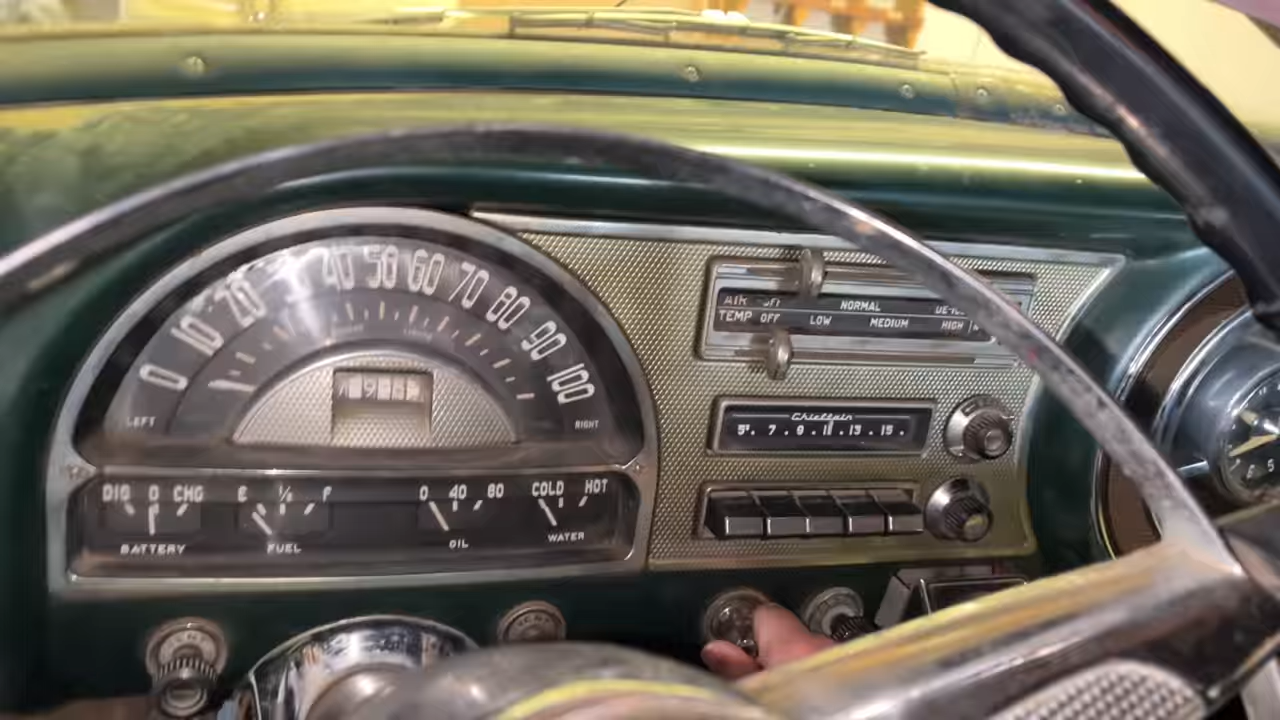 0 10 20 40 50 60 70 80 90 100
LEFT RIGHT
DIS 0 CHG
BATTERY
E ½ F
FUEL
0 40 80
OIL
COLD HOT
WATER
AIR OFF NORMAL
TEMP OFF LOW MEDIUM HIGH
Chieftain
5 . 7 . 9 . 11 . 13 . 15 .
VENT